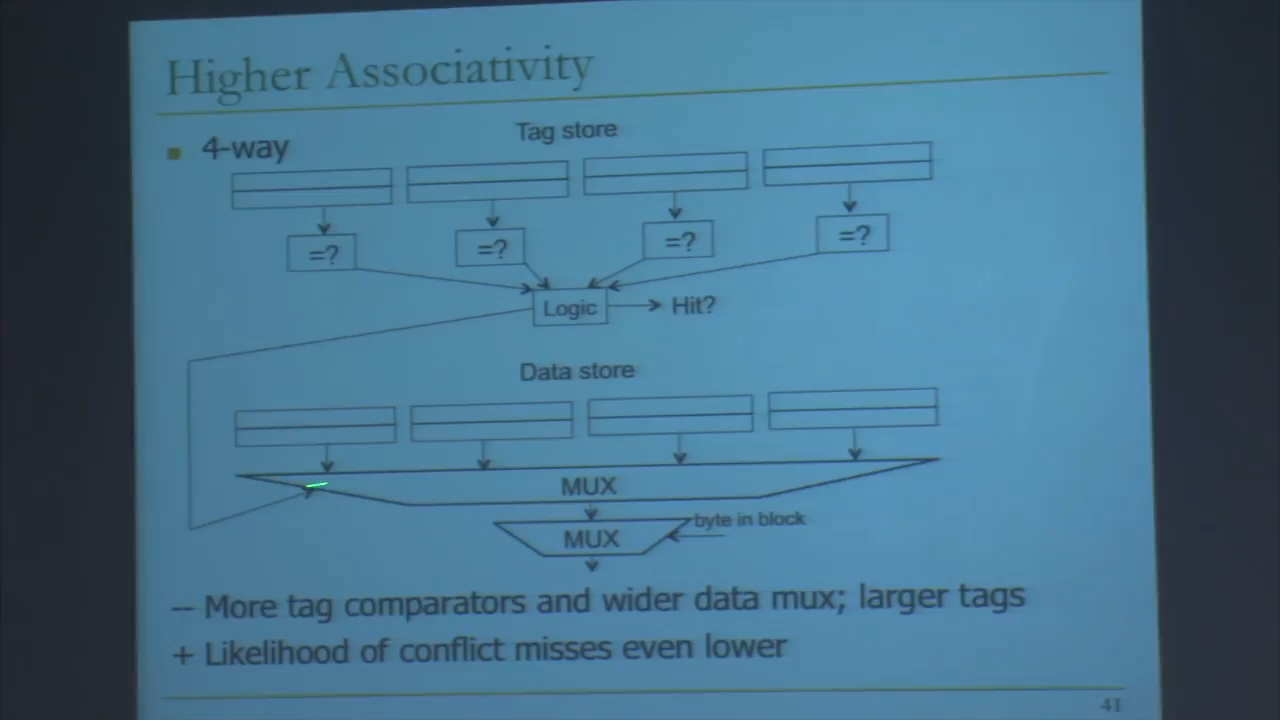 Higher Associativity
4-way
Tag store
=? =? =? =?
Logic Hit?
Data store
MUX
byte in block
MUX
– More tag comparators and wider data mux; larger tags
+ Likelihood of conflict misses even lower
41